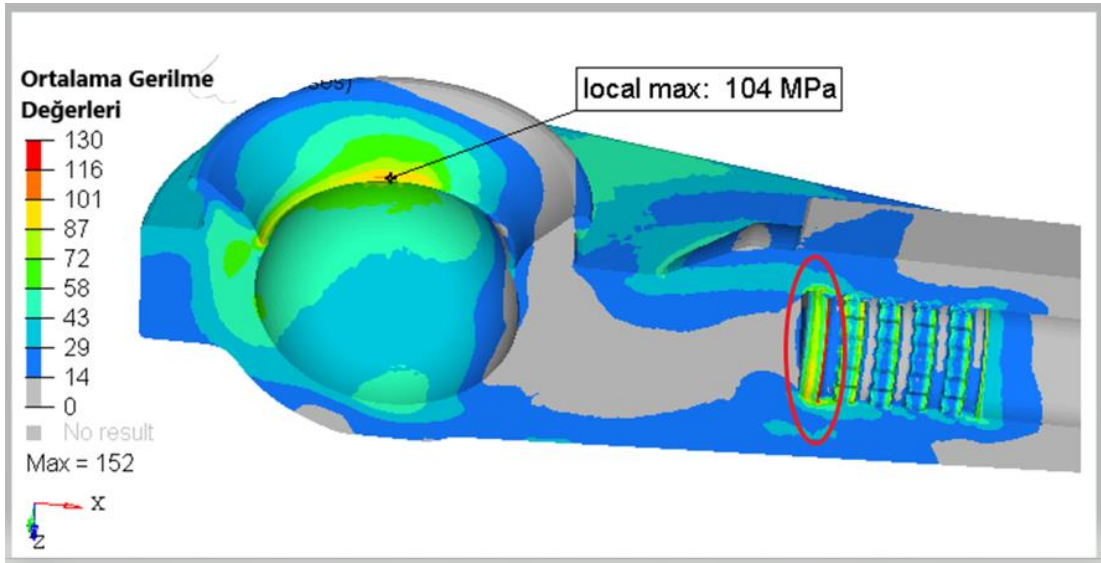 Ortalama Gerilme
Değerleri
local max: 104 MPa
130
116
101
87
72
58
43
29
14
0
No result
Max = 152
X
Z